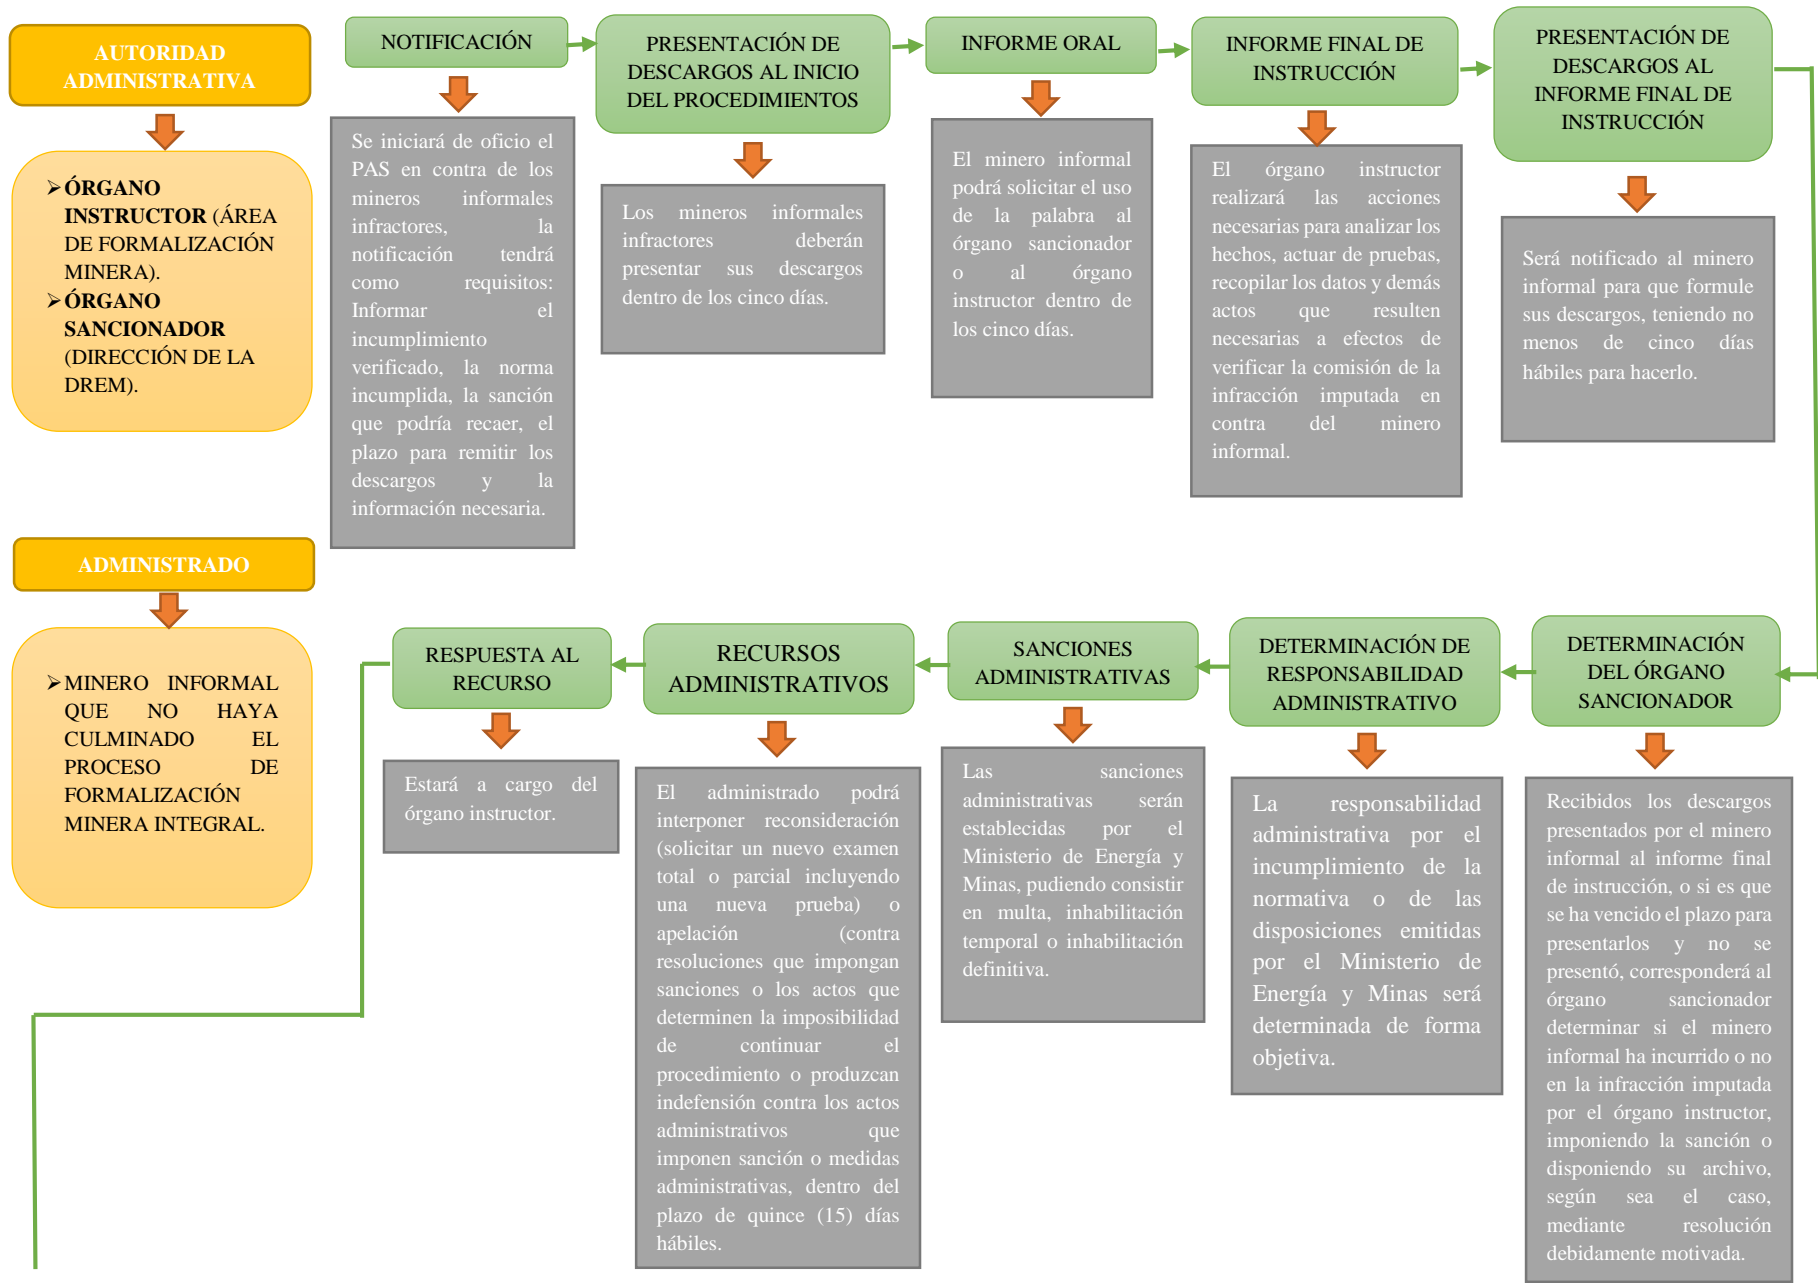 AUTORIDAD
ADMINISTRATIVA
➢ÓRGANO
INSTRUCTOR (ÁREA
DE FORMALIZACIÓN
MINERA).
➢ÓRGANO
SANCIONADOR
(DIRECCIÓN DE LA
DREM).
NOTIFICACIÓN
Se iniciará de oficio el
PAS en contra de los
mineros informales
infractores, la
notificación tendrá
como requisitos:
Informar el
incumplimiento
verificado, la norma
incumplida, la sanción
que podría recaer, el
plazo para remitir los
descargos y la
información necesaria.
PRESENTACIÓN DE
DESCARGOS AL INICIO
DEL PROCEDIMIENTOS
Los mineros informales
infractores deberán
presentar sus descargos
dentro de los cinco días.
INFORME ORAL
El minero informal
podrá solicitar el uso
de la palabra al
órgano sancionador
o al órgano
instructor dentro de
los cinco días.
INFORME FINAL DE
INSTRUCCIÓN
El órgano instructor
realizará las acciones
necesarias para analizar los
hechos, actuar de pruebas,
recopilar los datos y demás
actos que resulten
necesarias a efectos de
verificar la comisión de la
infracción imputada en
contra del minero
informal.
PRESENTACIÓN DE
DESCARGOS AL
INFORME FINAL DE
INSTRUCCIÓN
Será notificado al minero
informal para que formule
sus descargos, teniendo no
menos de cinco días
hábiles para hacerlo.
ADMINISTRADO
➢MINERO INFORMAL
QUE NO HAYA
CULMINADO EL
PROCESO DE
FORMALIZACIÓN
MINERA INTEGRAL.
RESPUESTA AL
RECURSO
Estará a cargo del
órgano instructor.
RECURSOS
ADMINISTRATIVOS
El administrado podrá
interponer reconsideración
(solicitar un nuevo examen
total o parcial incluyendo
una nueva prueba) o
apelación (contra
resoluciones que impongan
sanciones o los actos que
determinen la imposibilidad
de continuar el
procedimiento o produzcan
indefensión contra los actos
administrativos que
imponen sanción o medidas
administrativas, dentro del
plazo de quince (15) días
hábiles.
SANCIONES
ADMINISTRATIVAS
Las sanciones
administrativas serán
establecidas por el
Ministerio de Energía y
Minas, pudiendo consistir
en multa, inhabilitación
temporal o inhabilitación
definitiva.
DETERMINACIÓN DE
RESPONSABILIDAD
ADMINISTRATIVO
La responsabilidad
administrativa por el
incumplimiento de la
normativa o de las
disposiciones emitidas
por el Ministerio de
Energía y Minas será
determinada de forma
objetiva.
DETERMINACIÓN
DEL ÓRGANO
SANCIONADOR
Recibidos los descargos
presentados por el minero
informal al informe final
de instrucción, o si es que
se ha vencido el plazo para
presentarlos y no se
presentó, corresponderá al
órgano sancionador
determinar si el minero
informal ha incurrido o no
en la infracción imputada
por el órgano instructor,
imponiendo la sanción o
disponiendo su archivo,
según sea el caso,
mediante resolución
debidamente motivada.